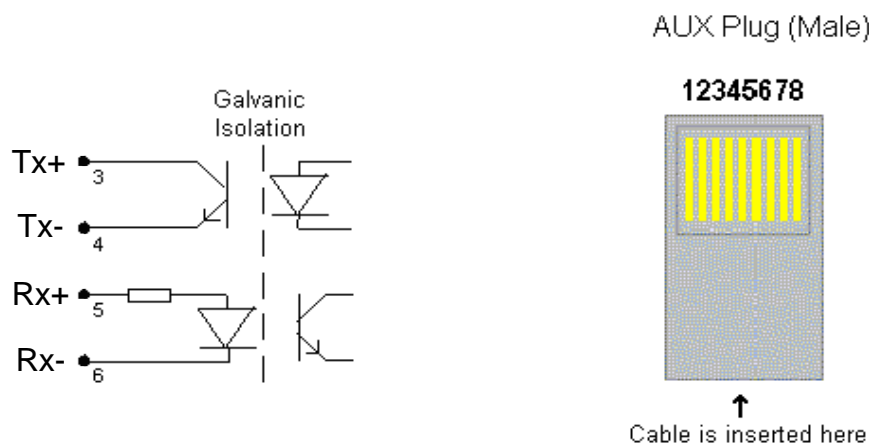 AUX Plug (Male)
12345678
Galvanic
Isolation
Tx+
3
Tx-
4
Rx+
5
Rx-
6
Cable is inserted here